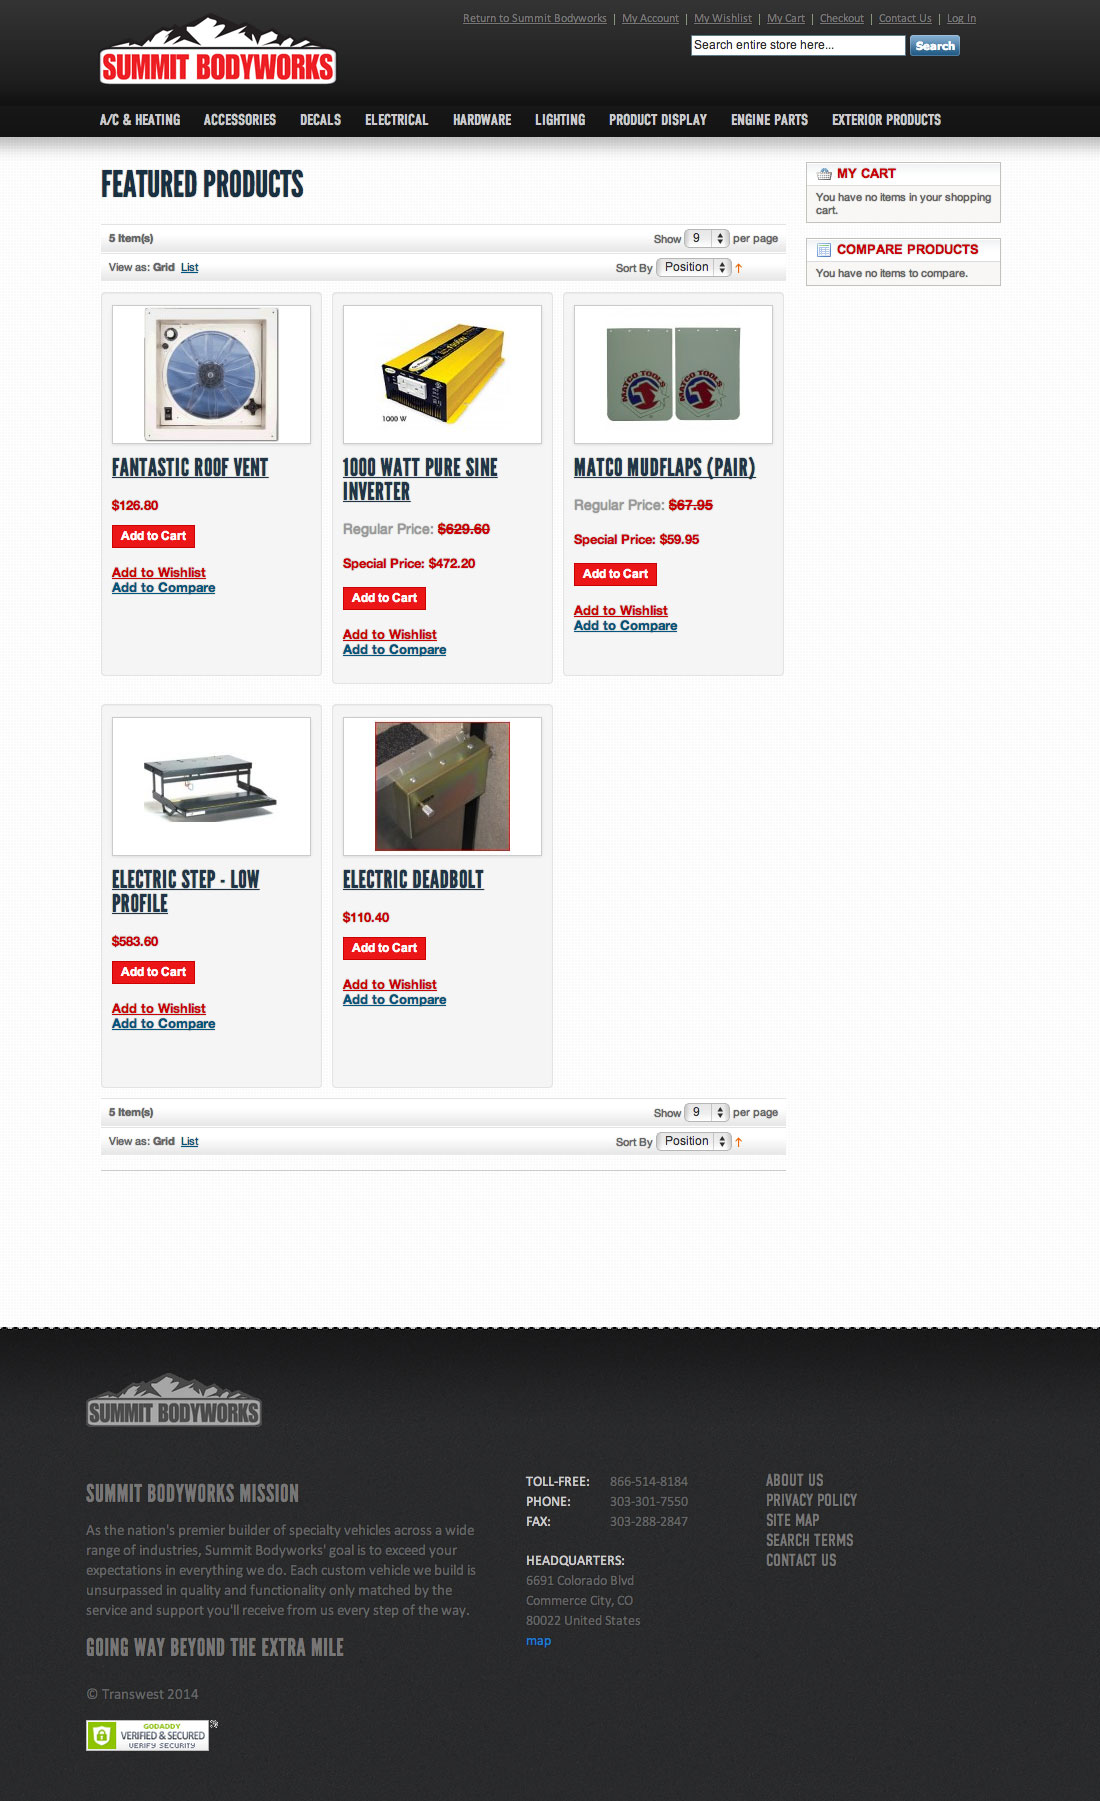 Return to Summit Bodyworks | My Account | My Wishlist | My Cart | Checkout | Contact Us | Log In
SUMMIT BODYWORKS
Search entire store here... Search
A/C & HEATING ACCESSORIES DECALS ELECTRICAL HARDWARE LIGHTING PRODUCT DISPLAY ENGINE PARTS EXTERIOR PRODUCTS
FEATURED PRODUCTS
5 Item(s) Show 9 per page
View as: Grid List Sort By Position
FANTASTIC ROOF VENT
$126.80
Add to Cart
Add to Wishlist
Add to Compare
1000 W
1000 WATT PURE SINE
INVERTER
Regular Price: $629.60
Special Price: $472.20
Add to Cart
Add to Wishlist
Add to Compare
MATCO TOOLS
MATCO TOOLS
MATCO MUDFLAPS (PAIR)
Regular Price: $67.95
Special Price: $59.95
Add to Cart
Add to Wishlist
Add to Compare
ELECTRIC STEP - LOW
PROFILE
$583.60
Add to Cart
Add to Wishlist
Add to Compare
ELECTRIC DEADBOLT
$110.40
Add to Cart
Add to Wishlist
Add to Compare
5 Item(s) Show 9 per page
View as: Grid List Sort By Position
MY CART
You have no items in your shopping
cart.
COMPARE PRODUCTS
You have no items to compare.
SUMMIT BODYWORKS
SUMMIT BODYWORKS MISSION
As the nation's premier builder of specialty vehicles across a wide
range of industries, Summit Bodyworks' goal is to exceed your
expectations in everything we do. Each custom vehicle we build is
unsurpassed in quality and functionality only matched by the
service and support you'll receive from us every step of the way.
GOING WAY BEYOND THE EXTRA MILE
© Transwest 2014
GODADDY
VERIFIED & SECURED
VERIFY SECURITY
TOLL-FREE: 866-514-8184
PHONE: 303-301-7550
FAX: 303-288-2847
HEADQUARTERS:
6691 Colorado Blvd
Commerce City, CO
80022 United States
map
ABOUT US
PRIVACY POLICY
SITE MAP
SEARCH TERMS
CONTACT US